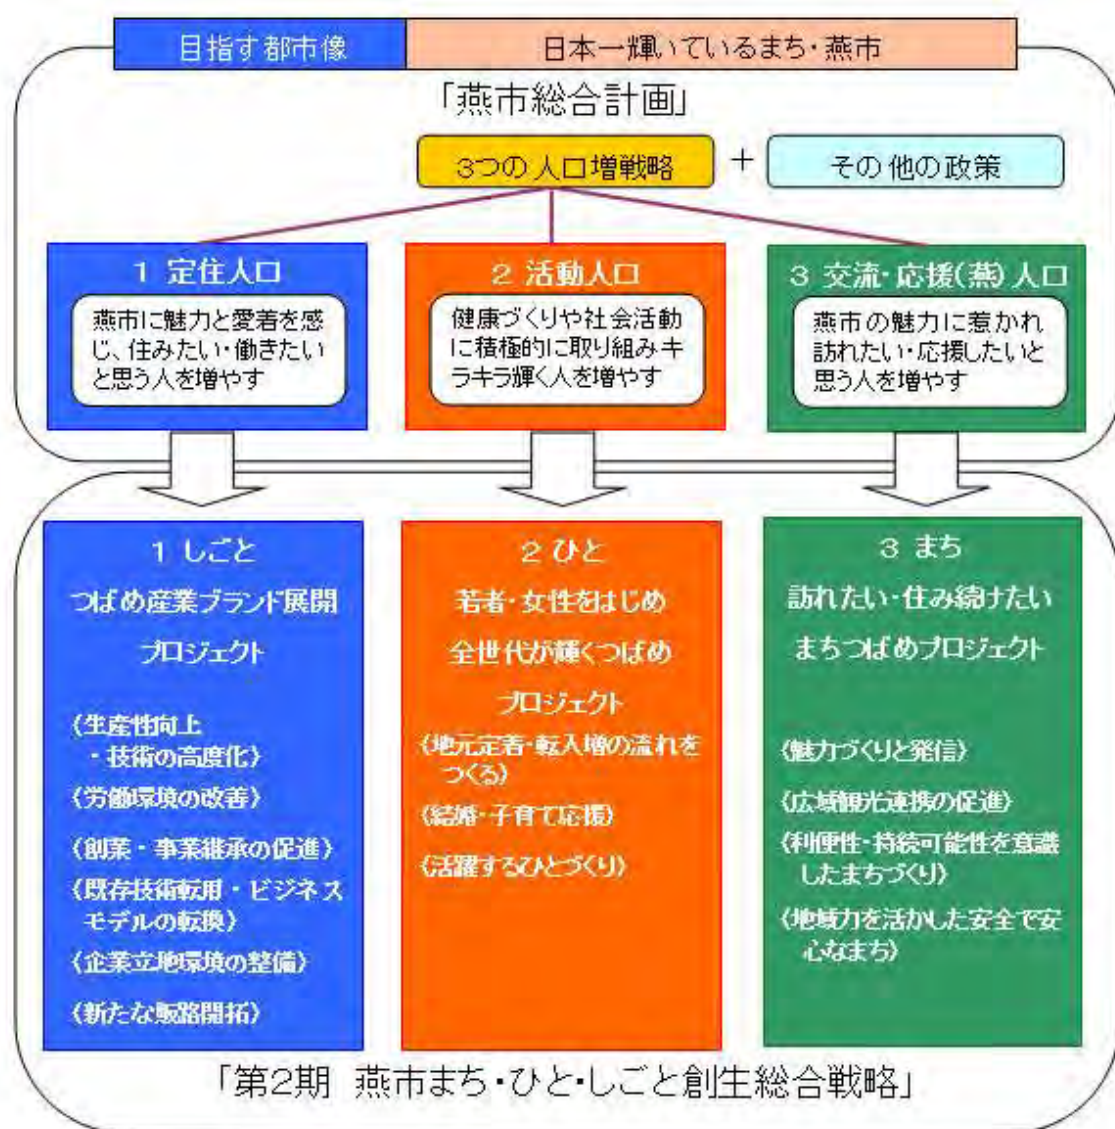 目指す都市像
日本一輝いているまち・燕市
「燕市総合計画」
3つの人口増戦略
+
その他の政策
1 定住人口
燕市に魅力と愛着を感
じ、住みたい・働きたい
と思う人を増やす
2 活動人口
健康づくりや社会活動
に積極的に取り組みキ
ラキラ輝く人を増やす
3 交流・応援(燕)人口
燕市の魅力に惹かれ
訪れたい・応援したいと
思う人を増やす
1 しごと
つばめ産業ブランド展開
プロジェクト
〈生産性向上
・技術の高度化〉
〈労働環境の改善〉
〈創業・事業継承の促進〉
〈既存技術転用・ビジネス
モデルの転換〉
〈企業立地環境の整備〉
〈新たな販路開拓〉
2 ひと
若者・女性をはじめ
全世代が輝くつばめ
プロジェクト
〈地元定着・転入増の流れを
つくる〉
〈結婚・子育て応援〉
〈活躍するひとづくり〉
3 まち
訪れたい・住み続けたい
まちつばめプロジェクト
〈魅力づくりと発信〉
〈広域観光連携の促進〉
〈利便性・持続可能性を意識
したまちづくり〉
〈地域力を活かした安全で安
心なまち〉
「第2期 燕市まち・ひと・しごと創生総合戦略」